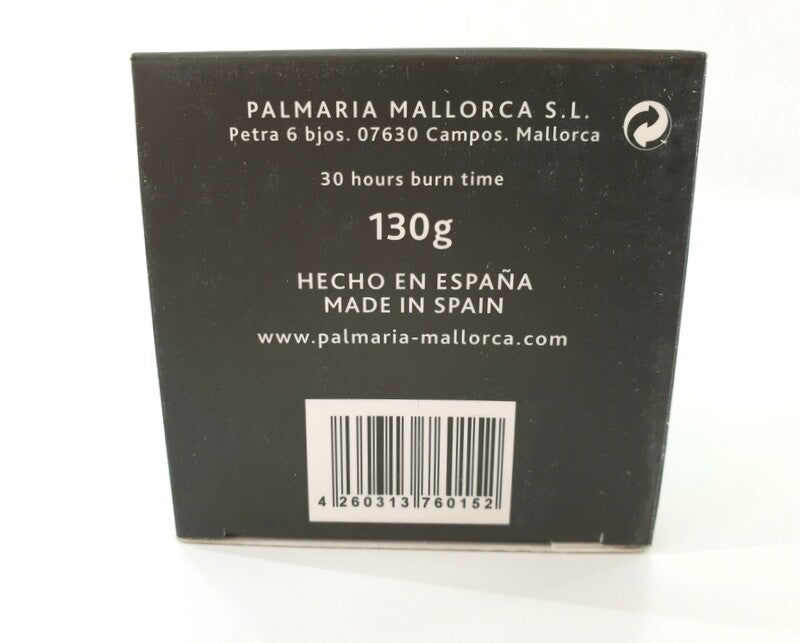 PALMARIA MALLORCA S.L.
Petra 6 bjos. 07630 Campos. Mallorca
30 hours burn time
130g
HECHO EN ESPAÑA
MADE IN SPAIN
www.palmaria-mallorca.com
4 260313 760152